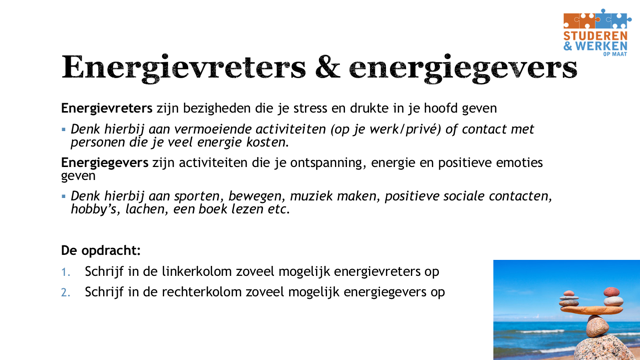 STUDEREN
& WERKEN
OP MAAT
Energievreters & energiegevers
Energievreters zijn bezigheden die je stress en drukte in je hoofd geven
▪ Denk hierbij aan vermoeiende activiteiten (op je werk/privé) of contact met
personen die je veel energie kosten.
Energiegevers zijn activiteiten die je ontspanning, energie en positieve emoties
geven
▪ Denk hierbij aan sporten, bewegen, muziek maken, positieve sociale contacten,
hobby’s, lachen, een boek lezen etc.
De opdracht:
1. Schrijf in de linkerkolom zoveel mogelijk energievreters op
2. Schrijf in de rechterkolom zoveel mogelijk energiegevers op